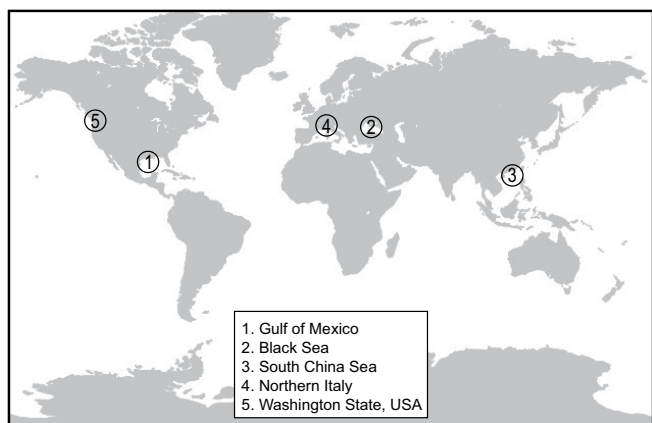 5
4
2
1
3
1. Gulf of Mexico
2. Black Sea
3. South China Sea
4. Northern Italy
5. Washington State, USA